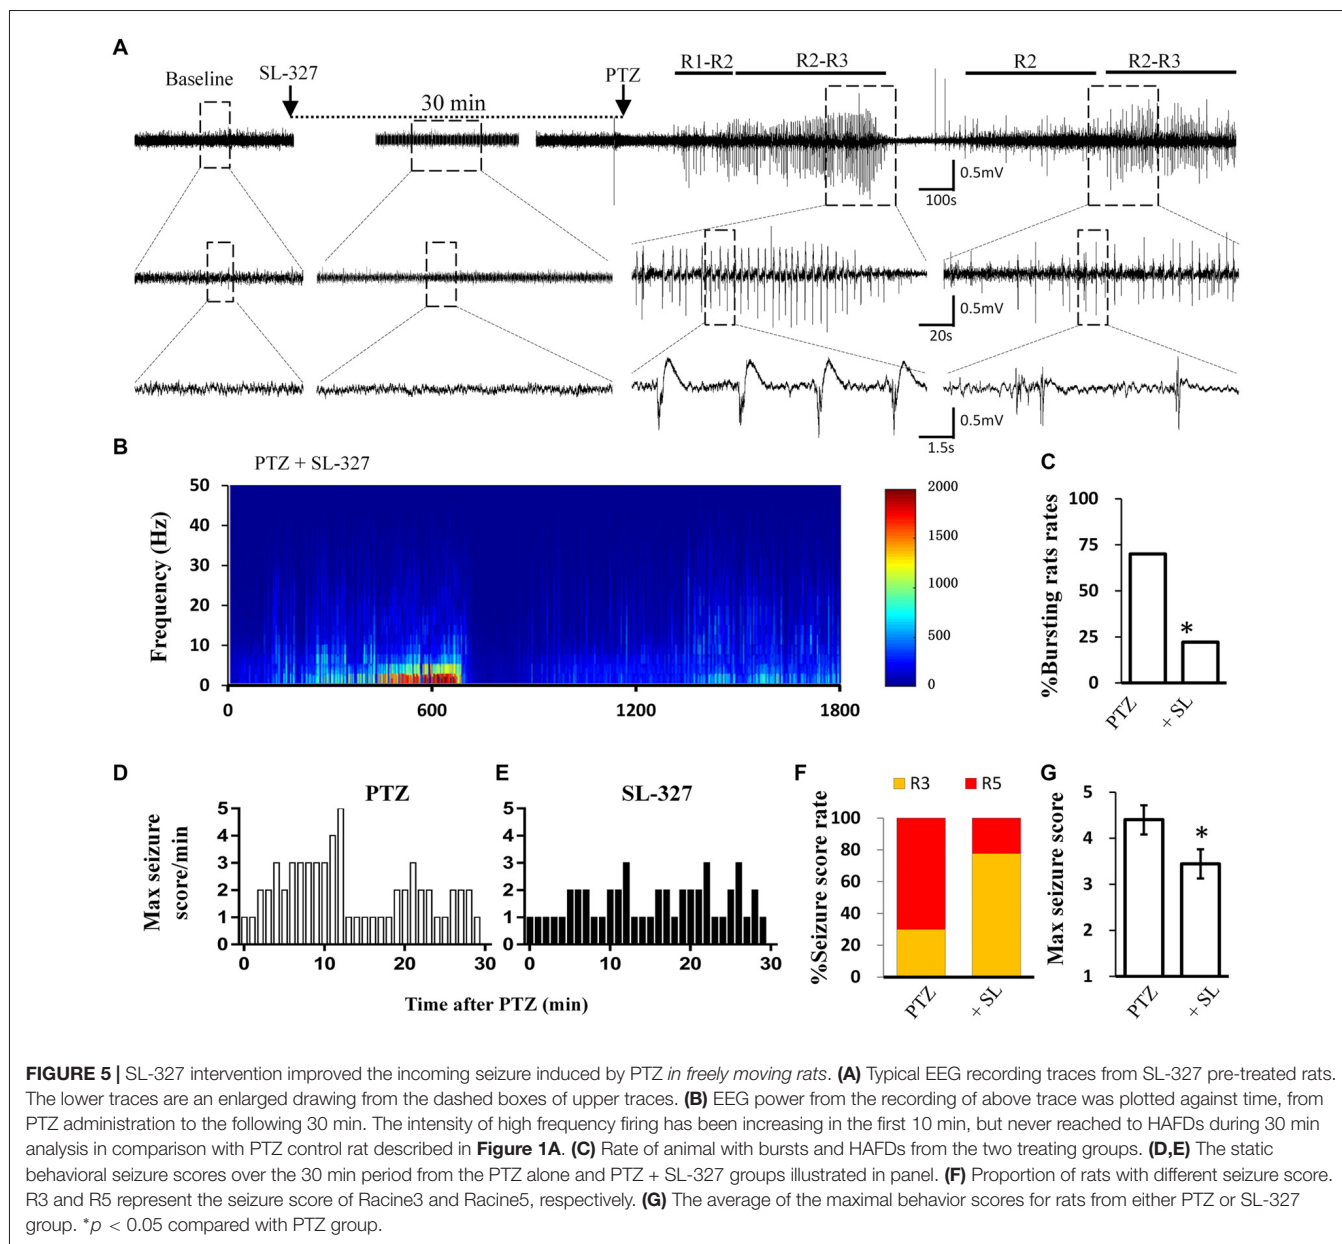 A
Baseline
SL-327
30 min
PTZ
R1-R2
R2-R3
R2
R2-R3
0.5mV
100s
0.5mV
20s
0.5mV
20s
0.5mV
1.5s
B
PTZ + SL-327
Frequency (Hz)
50
40
30
20
10
0
0
600
1200
1800
2000
1500
1000
500
0
C
%Bursting rats rates
100
75
50
25
0
*
PTZ
+ SL
D
PTZ
Max seizure
score/min
5
4
3
2
1
0
0
10
20
30
E
SL-327
5
4
3
2
1
0
0
10
20
30
Time after PTZ (min)
F
R3
R5
%Seizure score rate
100
80
60
40
20
0
PTZ
+ SL
G
Max seizure score
5
4
3
2
1
*
PTZ
+ SL
FIGURE 5 | SL-327 intervention improved the incoming seizure induced by PTZ in freely moving rats. (A) Typical EEG recording traces from SL-327 pre-treated rats.
The lower traces are an enlarged drawing from the dashed boxes of upper traces. (B) EEG power from the recording of above trace was plotted against time, from
PTZ administration to the following 30 min. The intensity of high frequency firing has been increasing in the first 10 min, but never reached to HAFDs during 30 min
analysis in comparison with PTZ control rat described in Figure 1A. (C) Rate of animal with bursts and HAFDs from the two treating groups. (D,E) The static
behavioral seizure scores over the 30 min period from the PTZ alone and PTZ + SL-327 groups illustrated in panel. (F) Proportion of rats with different seizure score.
R3 and R5 represent the seizure score of Racine3 and Racine5, respectively. (G) The average of the maximal behavior scores for rats from either PTZ or SL-327
group. *p < 0.05 compared with PTZ group.